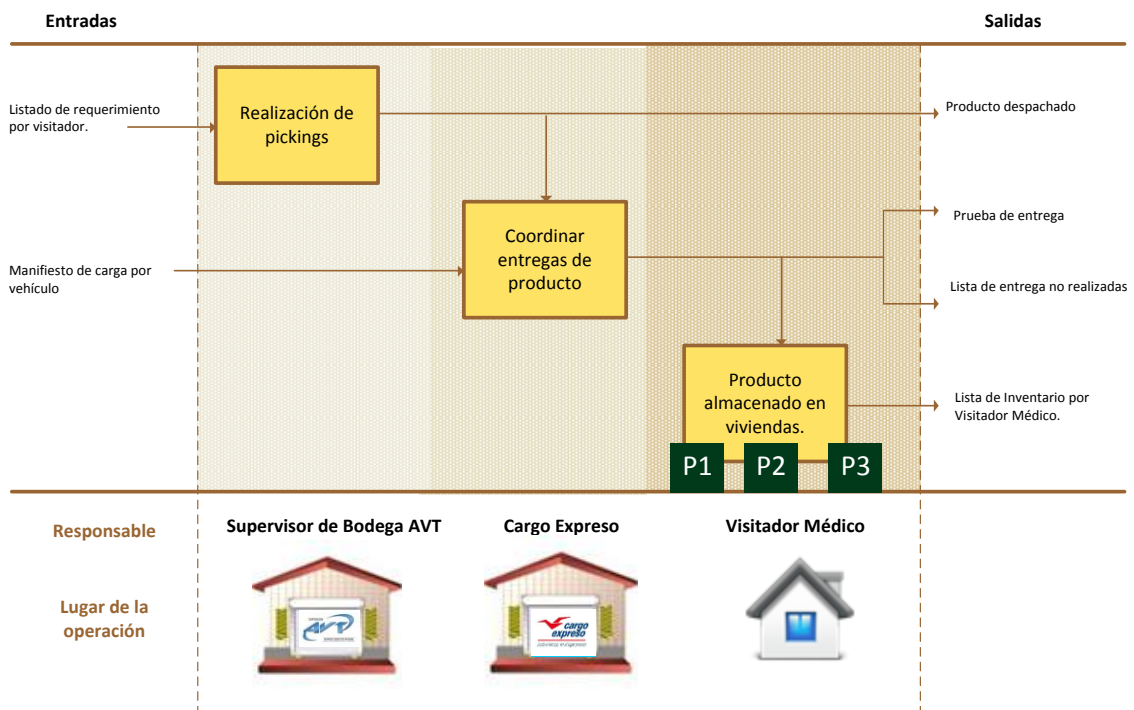 Entradas
Salidas
Listado de requerimiento
por visitador.
Realización de
pickings
Producto despachado
Coordinar
entregas de
producto
Prueba de entrega
Manifiesto de carga por
vehículo
Lista de entrega no realizadas
Producto
almacenado en
viviendas.
Lista de Inventario por
Visitador Médico.
P1
P2
P3
Responsable
Supervisor de Bodega AVT
Cargo Expreso
Visitador Médico
Lugar de la
operación
AVT
cargo
expreso